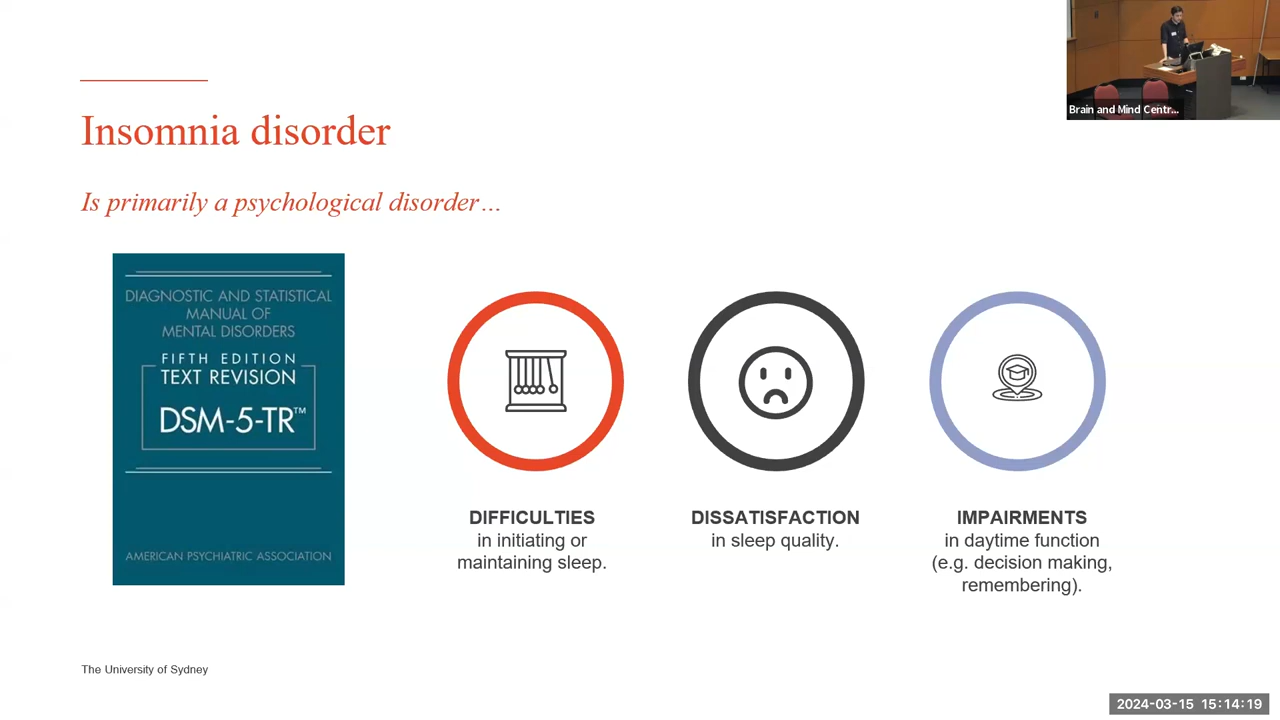 Brain and Mind Centr...
Insomnia disorder
Is primarily a psychological disorder…
DIAGNOSTIC AND STATISTICAL
MANUAL OF
MENTAL DISORDERS
FIFTH EDITION
TEXT REVISION
DSM-5-TR™
AMERICAN PSYCHIATRIC ASSOCIATION
DIFFICULTIES
in initiating or
maintaining sleep.
DISSATISFACTION
in sleep quality.
IMPAIRMENTS
in daytime function
(e.g. decision making,
remembering).
The University of Sydney
2024-03-15 15:14:19